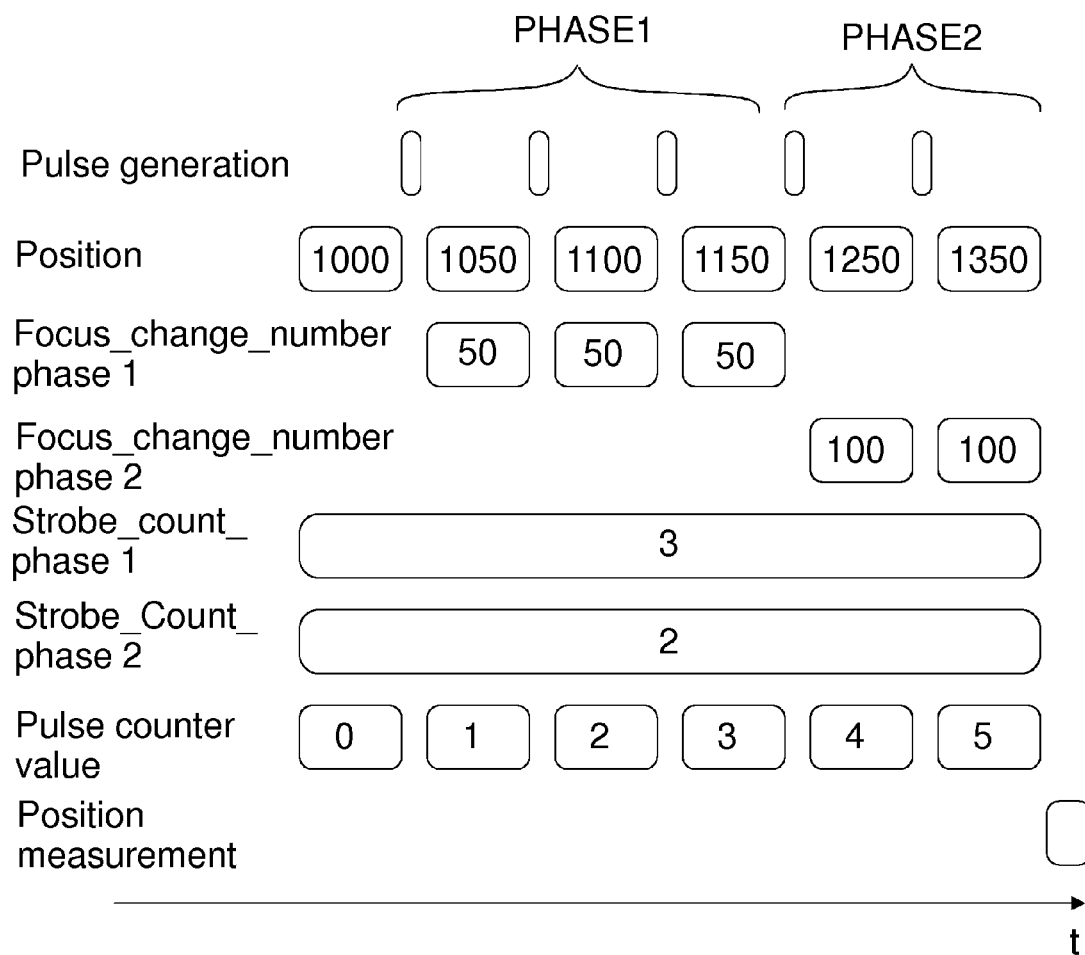 PHASE1 PHASE2
Pulse generation
Position 1000 1050 1100 1150 1250 1350
Focus_change_number
phase 1 50 50 50
Focus_change_number
phase 2 100 100
Strobe_count_
phase 1 3
Strobe_Count_
phase 2 2
Pulse counter
value 0 1 2 3 4 5
Position
measurement
t